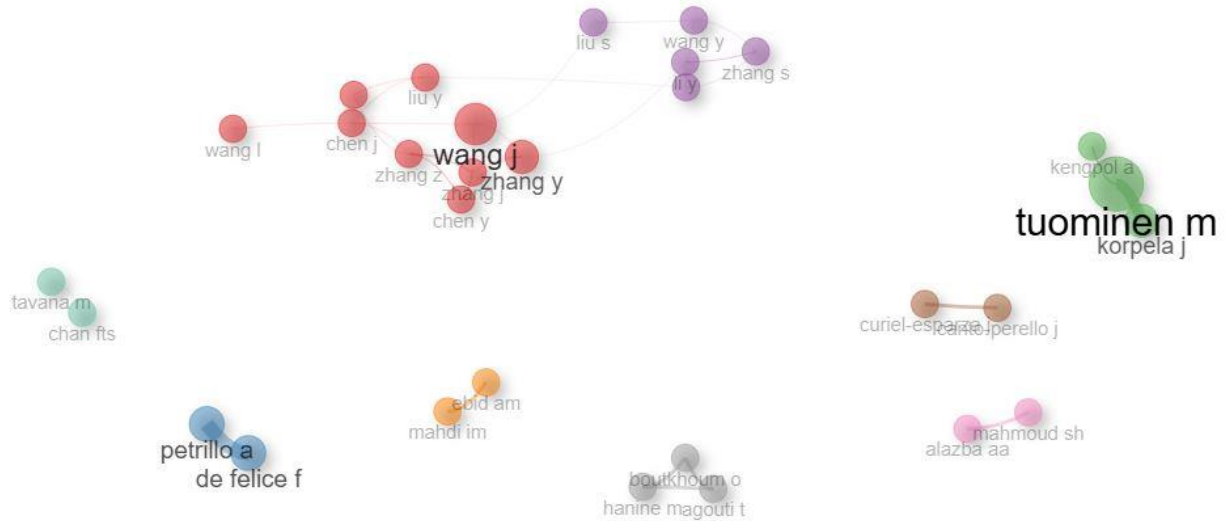 liu s
wang y
zhang s
li y
liu y
wang l
chen j
wang j
zhang z
zhang j
zhang y
chen y
kengpol a
tuominen m
korpela j
tavana m
chan fts
curiel-esparza j
canto-perello j
ebid am
mahdi im
mahmoud sh
alazba aa
petrillo a
de felice f
boutkhoum o
hanine m
agouti t